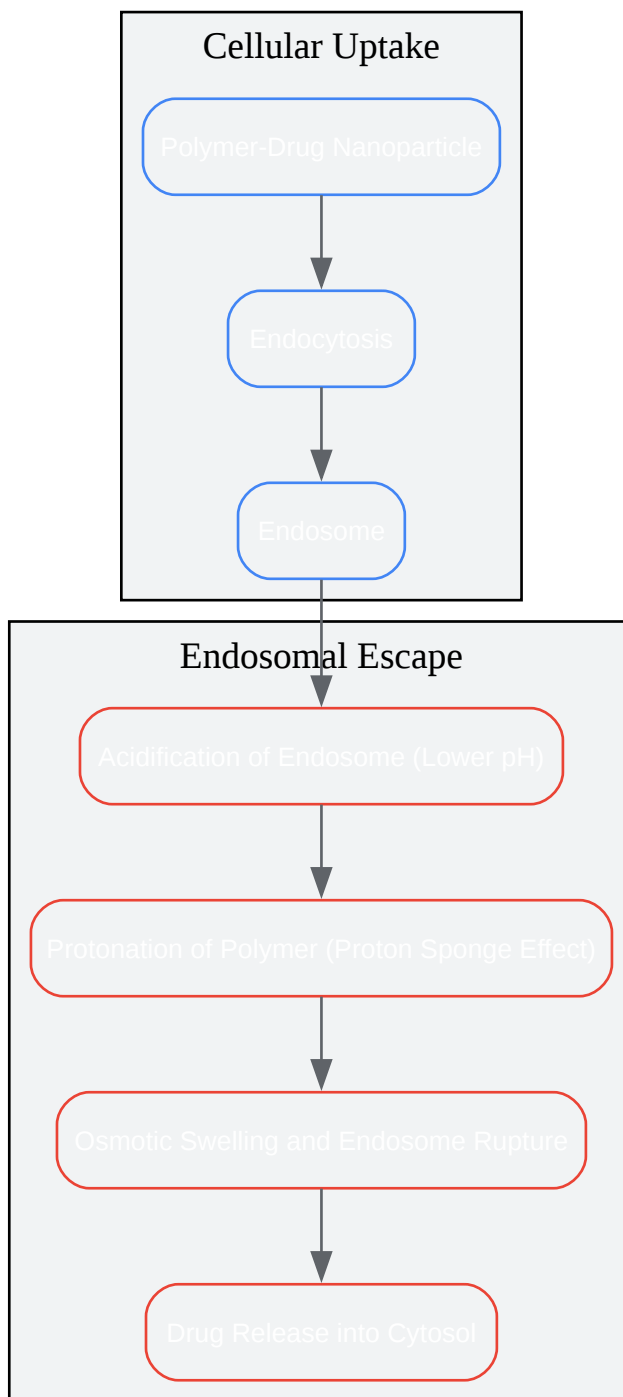 Cellular Uptake
Polymer-Drug Nanoparticle
Endocytosis
Endosome
Endosomal Escape
Acidification of Endosome (Lower pH)
Protonation of Polymer (Proton Sponge Effect)
Osmotic Swelling and Endosome Rupture
Drug Release into Cytosol